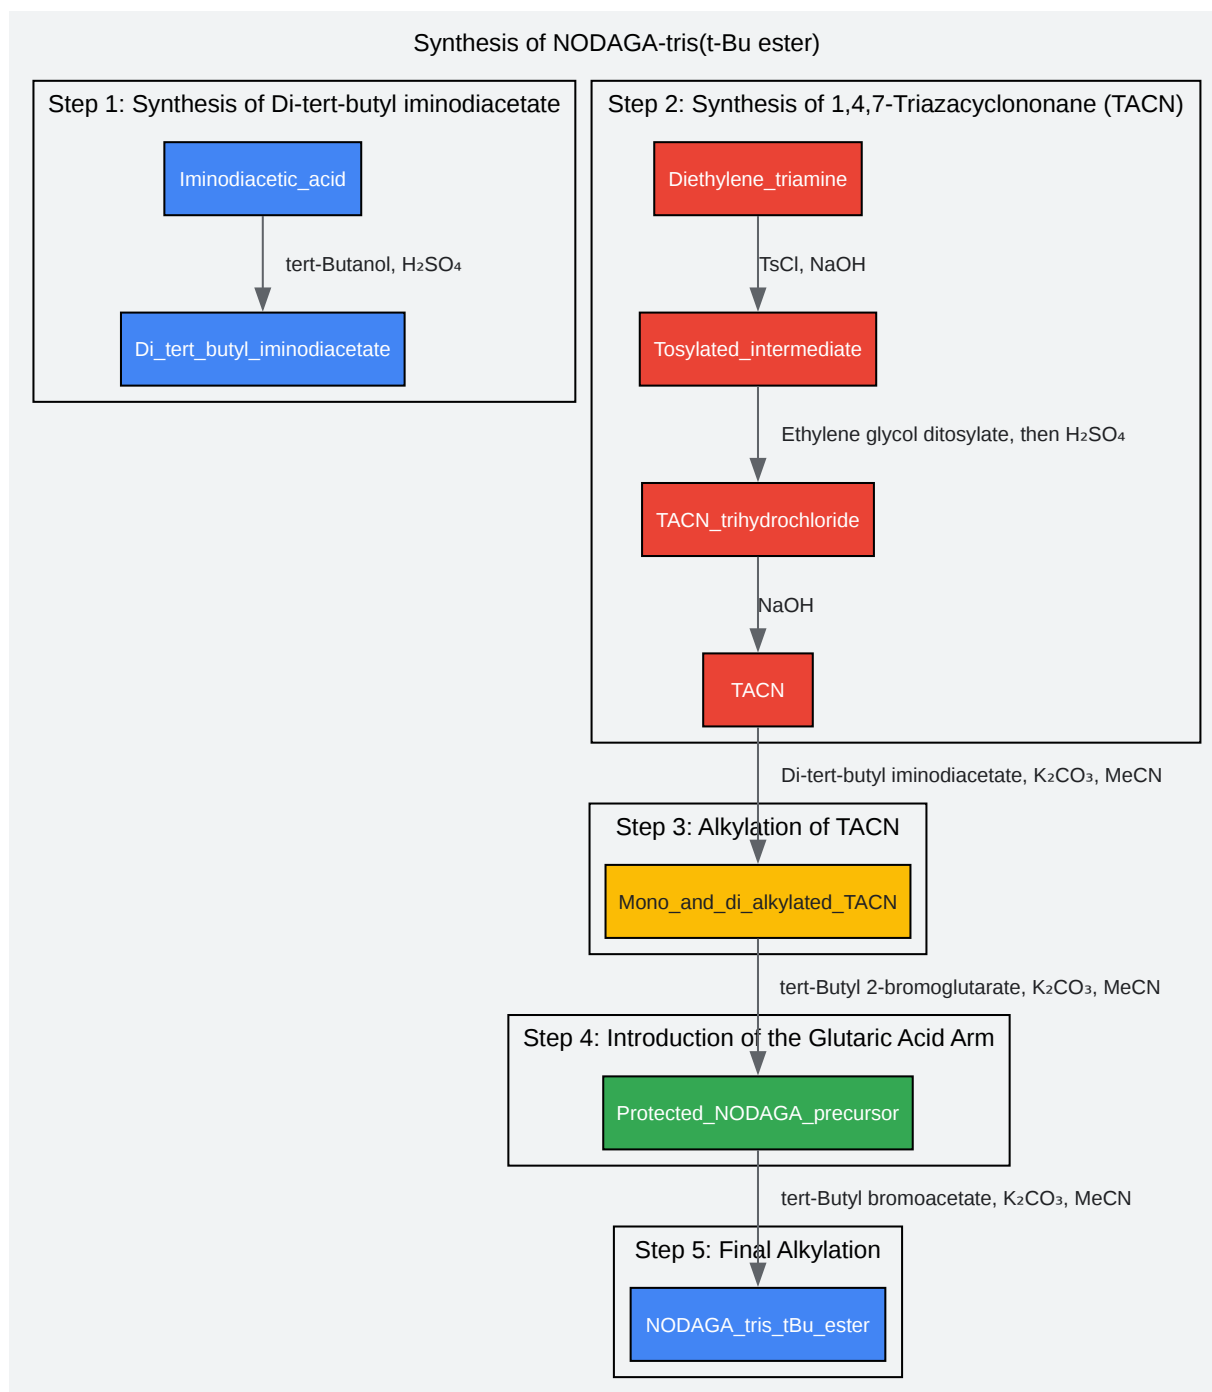 Synthesis of NODAGA-tris(t-Bu ester)
Step 1: Synthesis of Di-tert-butyl iminodiacetate
Iminodiacetic_acid
tert-Butanol, H₂SO₄
Di_tert_butyl_iminodiacetate
Step 2: Synthesis of 1,4,7-Triazacyclononane (TACN)
Diethylene_triamine
TsCl, NaOH
Tosylated_intermediate
Ethylene glycol ditosylate, then H₂SO₄
TACN_trihydrochloride
NaOH
TACN
Di-tert-butyl iminodiacetate, K₂CO₃, MeCN
Step 3: Alkylation of TACN
Mono_and_di_alkylated_TACN
tert-Butyl 2-bromoglutarate, K₂CO₃, MeCN
Step 4: Introduction of the Glutaric Acid Arm
Protected_NODAGA_precursor
tert-Butyl bromoacetate, K₂CO₃, MeCN
Step 5: Final Alkylation
NODAGA_tris_tBu_ester